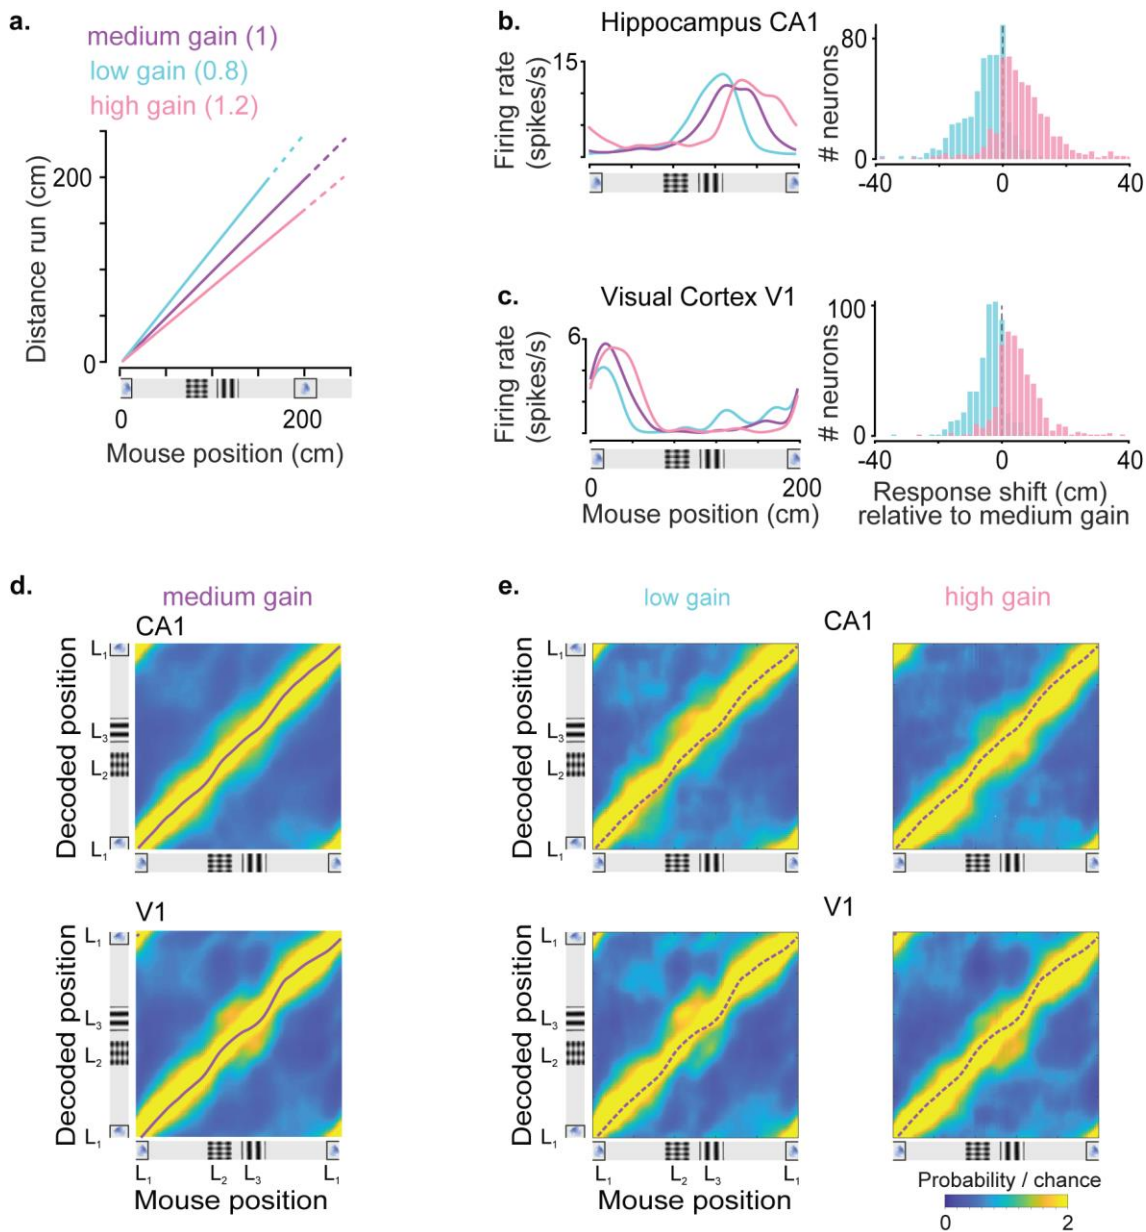 a.
medium gain (1)
low gain (0.8)
high gain (1.2)
Distance run (cm)
200
0
0
200
Mouse position (cm)
b.
Hippocampus CA1
Firing rate
(spikes/s)
15
# neurons
80
0
-40
0
40
c.
Visual Cortex V1
Firing rate
(spikes/s)
6
0
200
Mouse position (cm)
# neurons
100
0
-40
0
40
Response shift (cm)
relative to medium gain
d.
medium gain
CA1
Decoded position
L1
L3
L2
L1
V1
Decoded position
L1
L3
L2
L1
L1
L2
L3
L1
Mouse position
e.
low gain
high gain
CA1
Decoded position
L1
L3
L2
L1
V1
Decoded position
L1
L3
L2
L1
L1
L2
L3
L1
Mouse position
Probability / chance
0
2